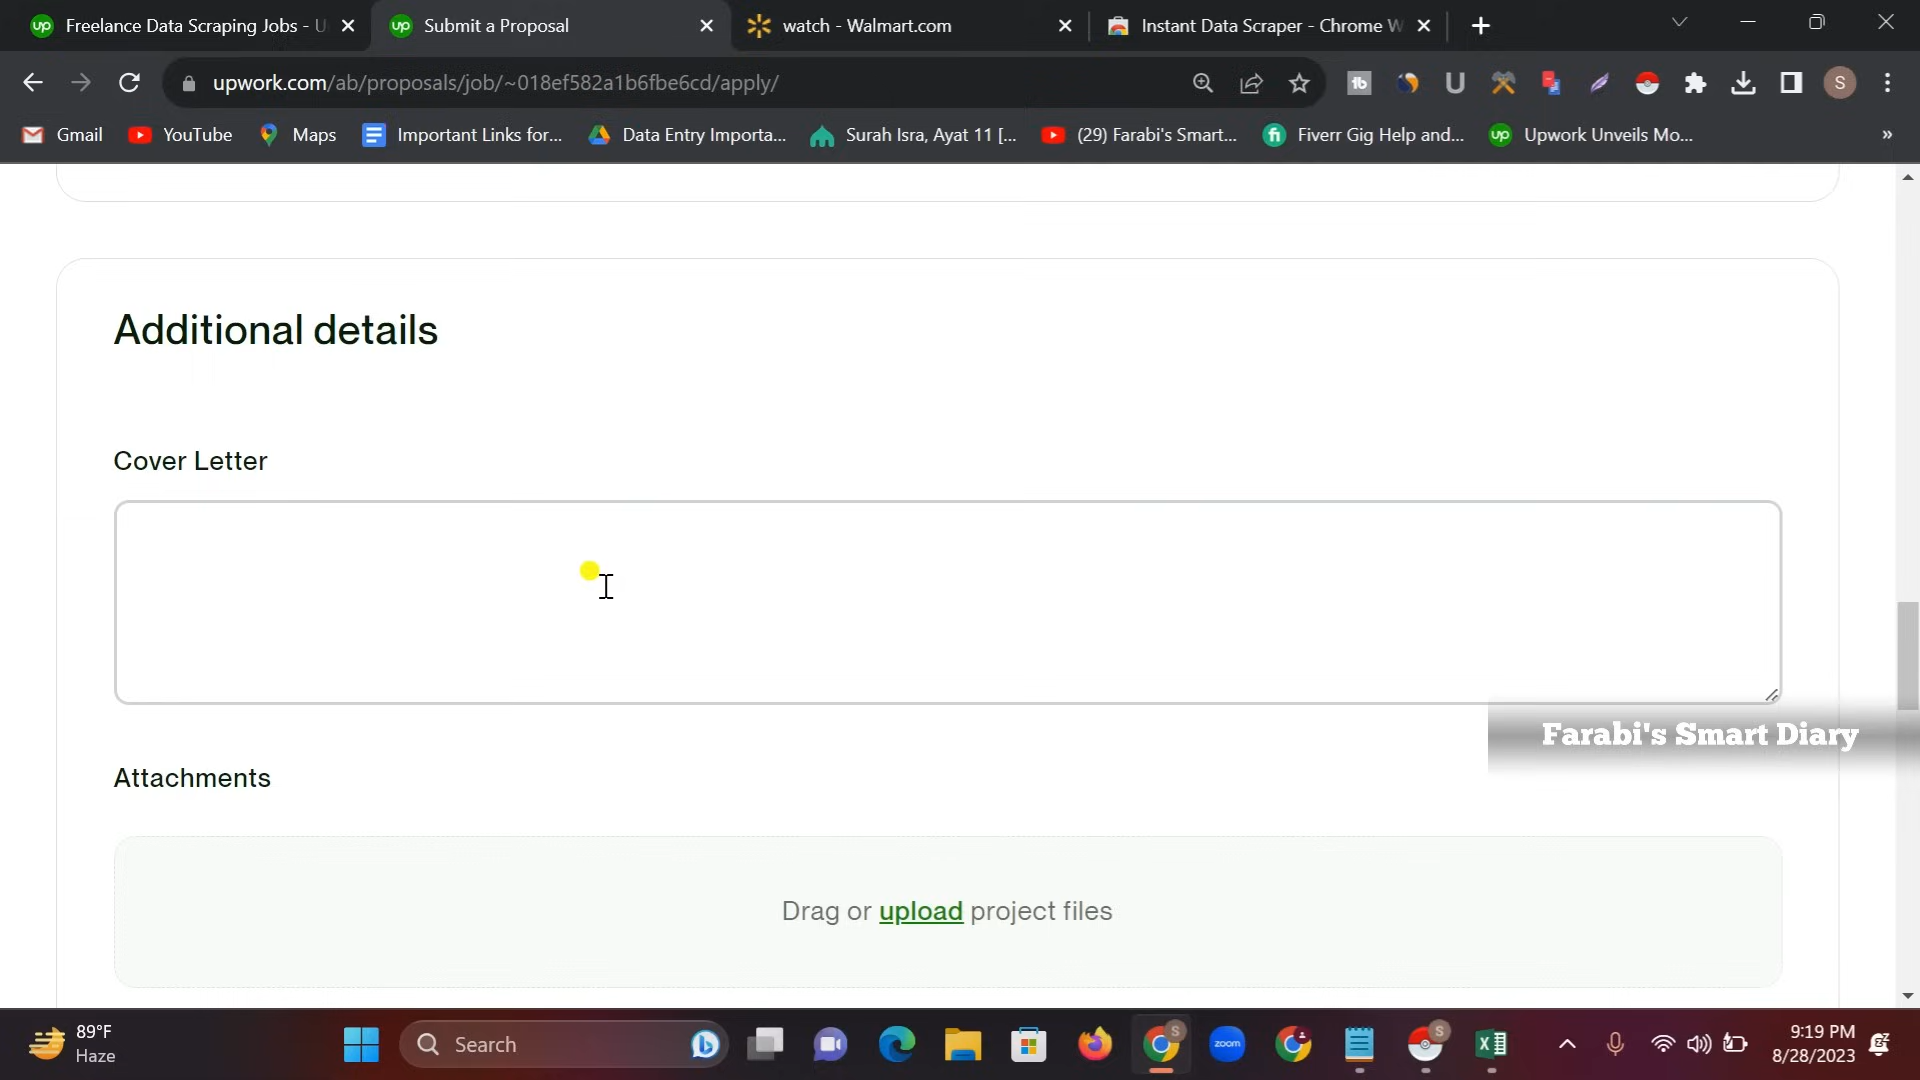 Freelance Data Scraping Jobs - U
Submit a Proposal
watch - Walmart.com
Instant Data Scraper - Chrome W
upwork.com/ab/proposals/job/~018ef582a1b6fbe6cd/apply/
tb
U
S
Gmail
YouTube
Maps
Important Links for...
Data Entry Importa...
Surah Isra, Ayat 11 [...
(29) Farabi's Smart...
Fiverr Gig Help and...
Upwork Unveils Mo...
»
Additional details
Cover Letter
Farabi's Smart Diary
Attachments
Drag or upload project files
89°F
Haze
Search
zoom
S
S
9:19 PM
8/28/2023